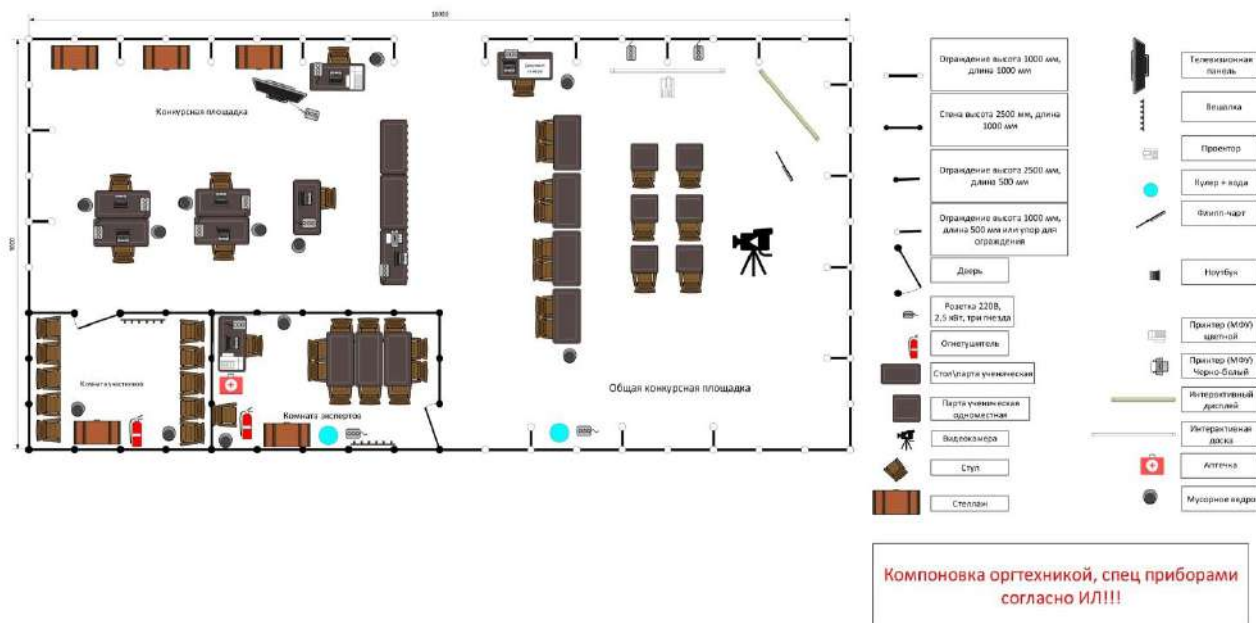 18000
9000
Конкурсная площадка
Общая конкурсная площадка
Комната участников
Комната экспертов
Ограждение высота 1000 мм,
длина 1000 мм
Стена высота 2500 мм, длина
1000 мм
Ограждение высота 2500 мм,
длина 500 мм
Ограждение высота 1000 мм,
длина 500 мм или упор для
ограждения
Дверь
Розетка 220В,
2,5 кВт, три гнезда
Огнетушитель
Стол\парта ученическая
Парта ученическая
одноместная
Видеокамера
Стул
Стеллаж
Телевизионная
панель
Вешалка
Проектор
Кулер + вода
Флипп-чарт
Ноутбук
Принтер (МФУ)
цветной
Принтер (МФУ)
Черно-белый
Интерактивный
дисплей
Интерактивная
доска
Аптечка
Мусорное ведро
Компоновка оргтехникой, спец приборами
согласно ИЛ!!!